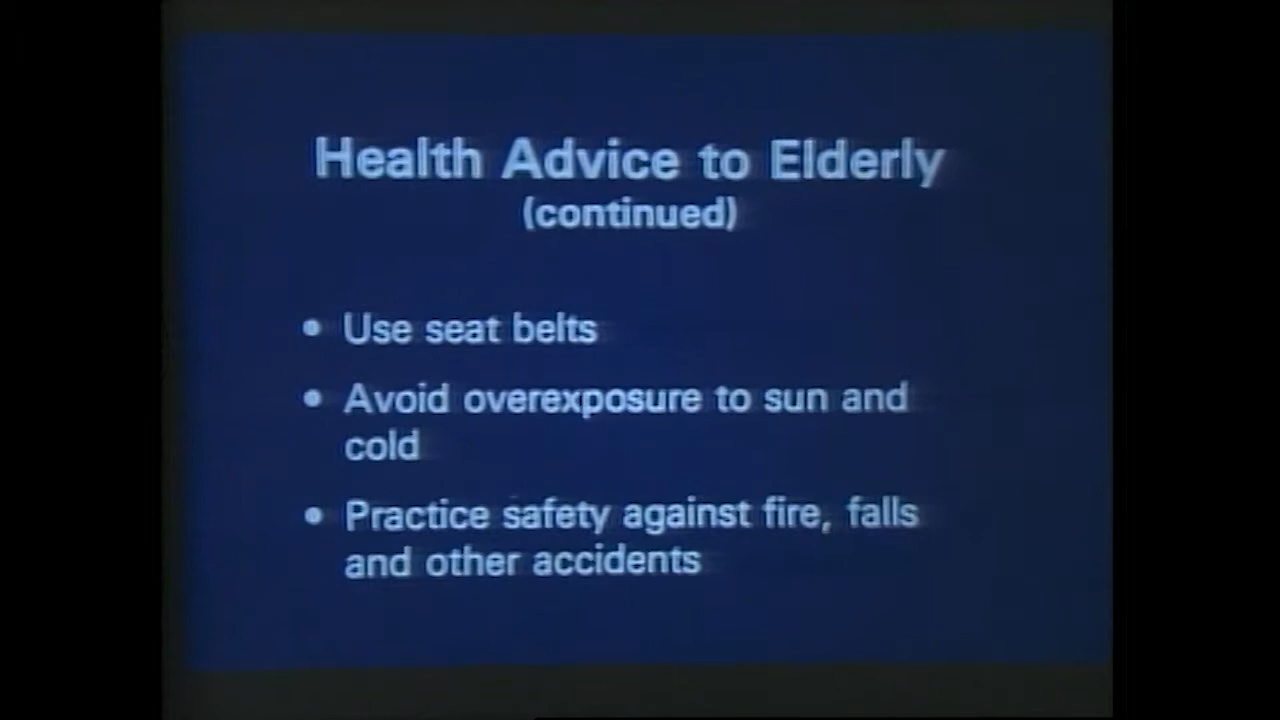 Health Advice to Elderly
(continued)
• Use seat belts
• Avoid overexposure to sun and
cold
• Practice safety against fire, falls
and other accidents